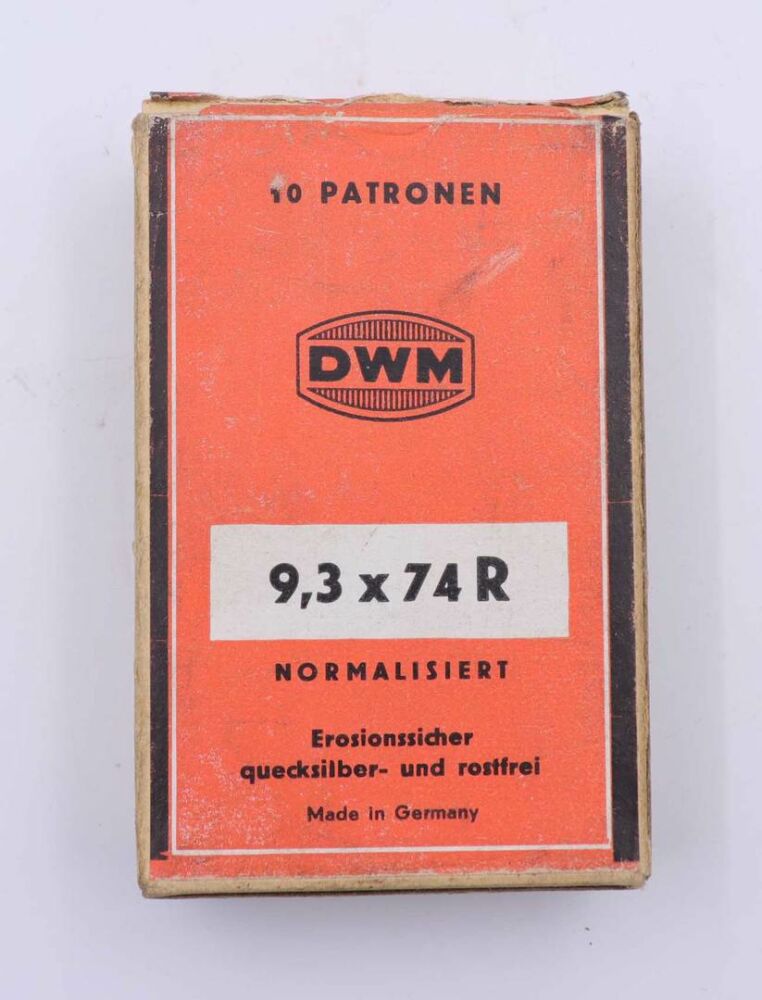 10 PATRONEN
DWM
9,3 x 74 R
NORMALISIERT
Erosionssicher
quecksilber- und rostfrei
Made in Germany